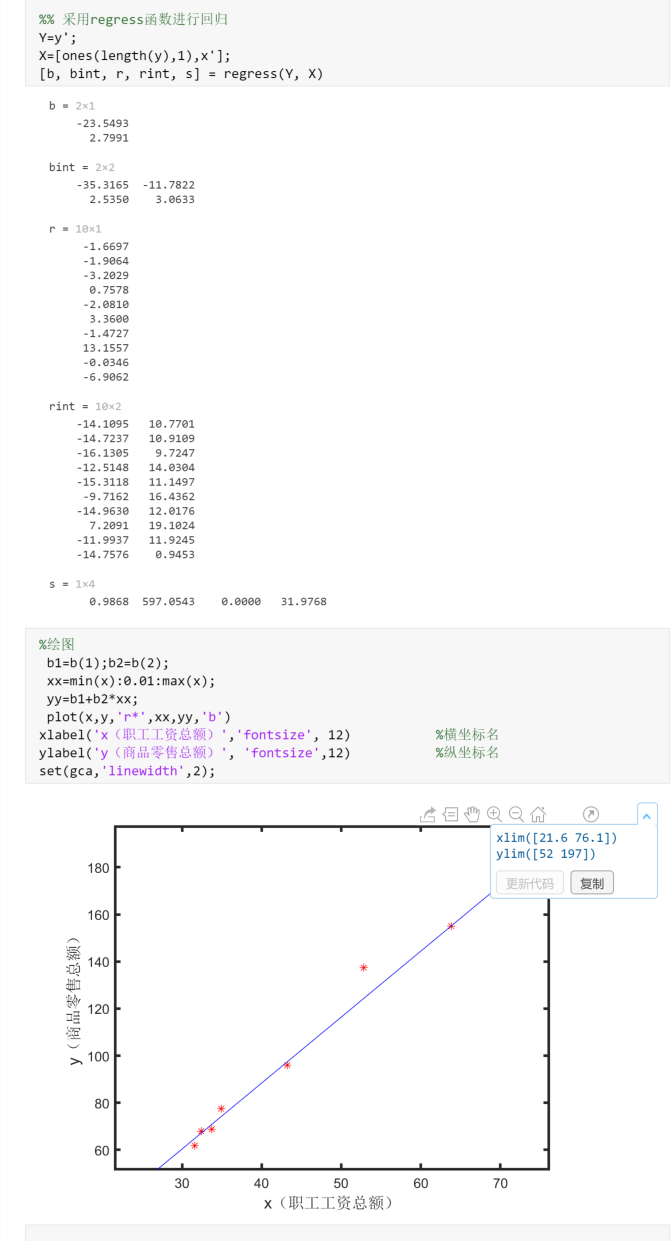 %% 采用regress函数进行回归
Y=y';
X=[ones(length(y),1),x'];
[b, bint, r, rint, s] = regress(Y, X)
b = 2×1
-23.5493
2.7991
bint = 2×2
-35.3165 -11.7822
2.5350 3.0633
r = 10×1
-1.6697
-1.9064
-3.2029
0.7578
-2.0810
3.3600
-1.4727
13.1557
-0.0346
-6.9062
rint = 10×2
-14.1095 10.7701
-14.7237 10.9109
-16.1305 9.7247
-12.5148 14.0304
-15.3118 11.1497
-9.7162 16.4362
-14.9630 12.0176
7.2091 19.1024
-11.9937 11.9245
-14.7576 0.9453
s = 1×4
0.9868 597.0543 0.0000 31.9768
%绘图
b1=b(1);b2=b(2);
xx=min(x):0.01:max(x);
yy=b1+b2*xx;
plot(x,y,'r*',xx,yy,'b')
xlabel('x（职工工资总额）','fontsize', 12) %横坐标名
ylabel('y（商品零售总额）', 'fontsize',12) %纵坐标名
set(gca,'linewidth',2);
xlim([21.6 76.1])
ylim([52 197])
更新代码 复制
180
160
140
120
100
80
60
y（商品零售总额）
30 40 50 60 70
x（职工工资总额）